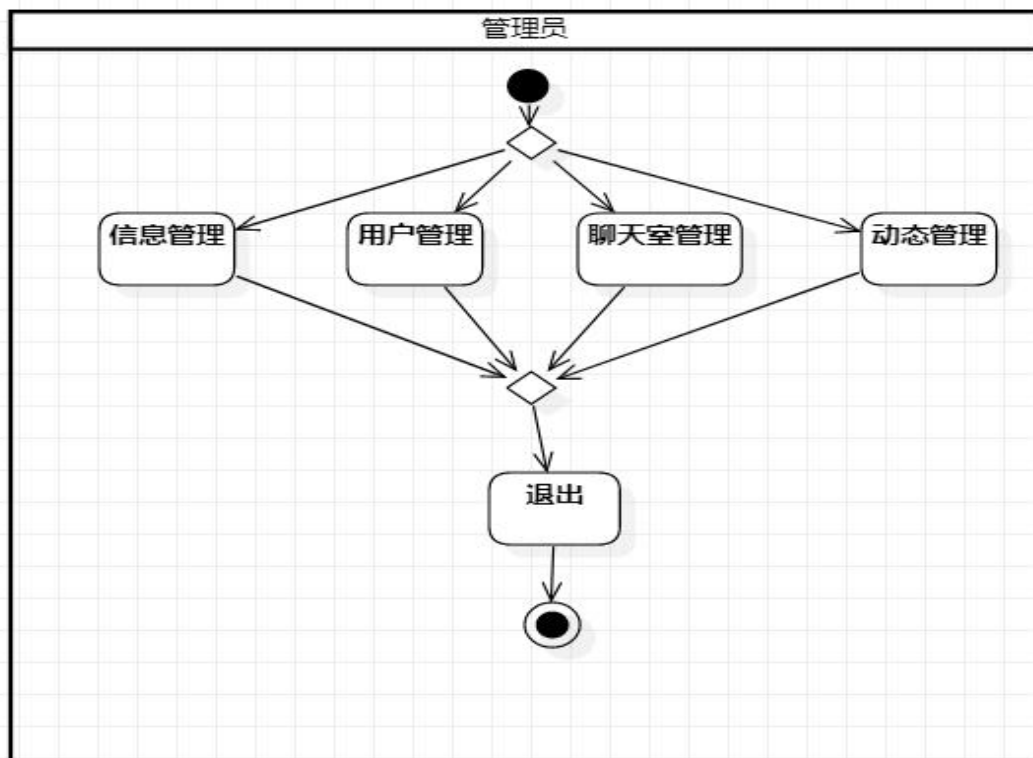 管理员
信息管理
用户管理
聊天室管理
动态管理
退出